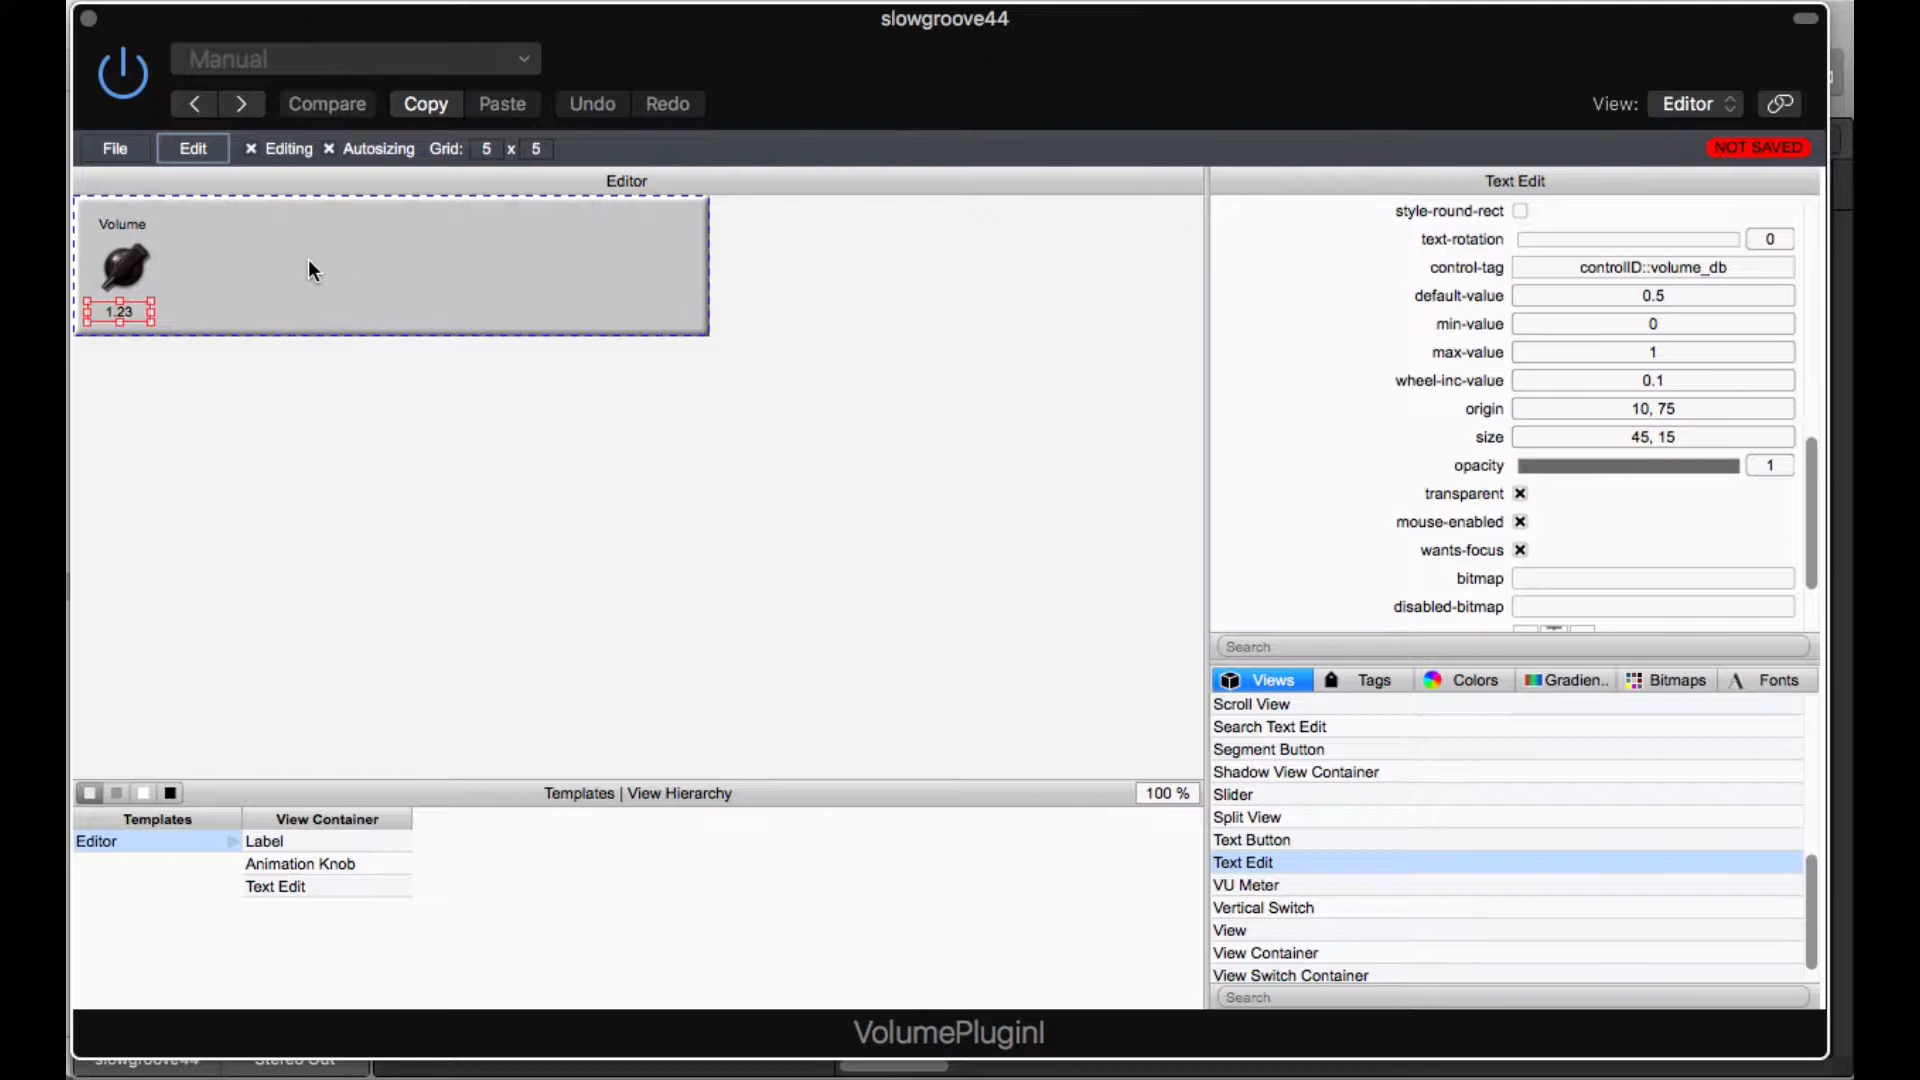 slowgroove44
Manual
Compare Copy Paste Undo Redo
View: Editor
File Edit Editing Autosizing Grid: 5 x 5
NOT SAVED
Editor
Volume
1.23
Text Edit
style-round-rect
text-rotation 0
control-tag controlID::volume_db
default-value 0.5
min-value 0
max-value 1
wheel-inc-value 0.1
origin 10, 75
size 45, 15
opacity 1
transparent
mouse-enabled
wants-focus
bitmap
disabled-bitmap
Search
Views Tags Colors Gradien.. Bitmaps Fonts
Scroll View
Search Text Edit
Segment Button
Shadow View Container
Slider
Split View
Text Button
Text Edit
VU Meter
Vertical Switch
View
View Container
View Switch Container
Search
Templates | View Hierarchy
100 %
Templates View Container
Editor Label
Animation Knob
Text Edit
VolumePluginI
slowgroove44 Stereo Out